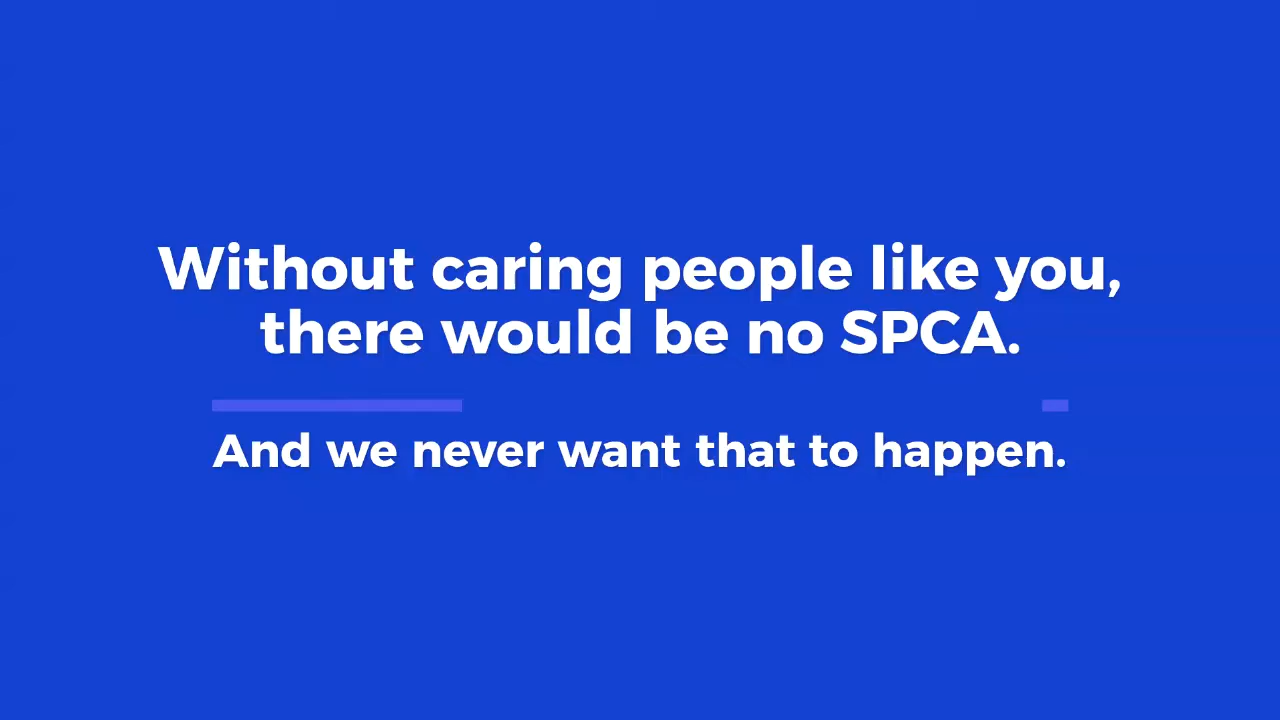 Without caring people like you,
there would be no SPCA.
And we never want that to happen.